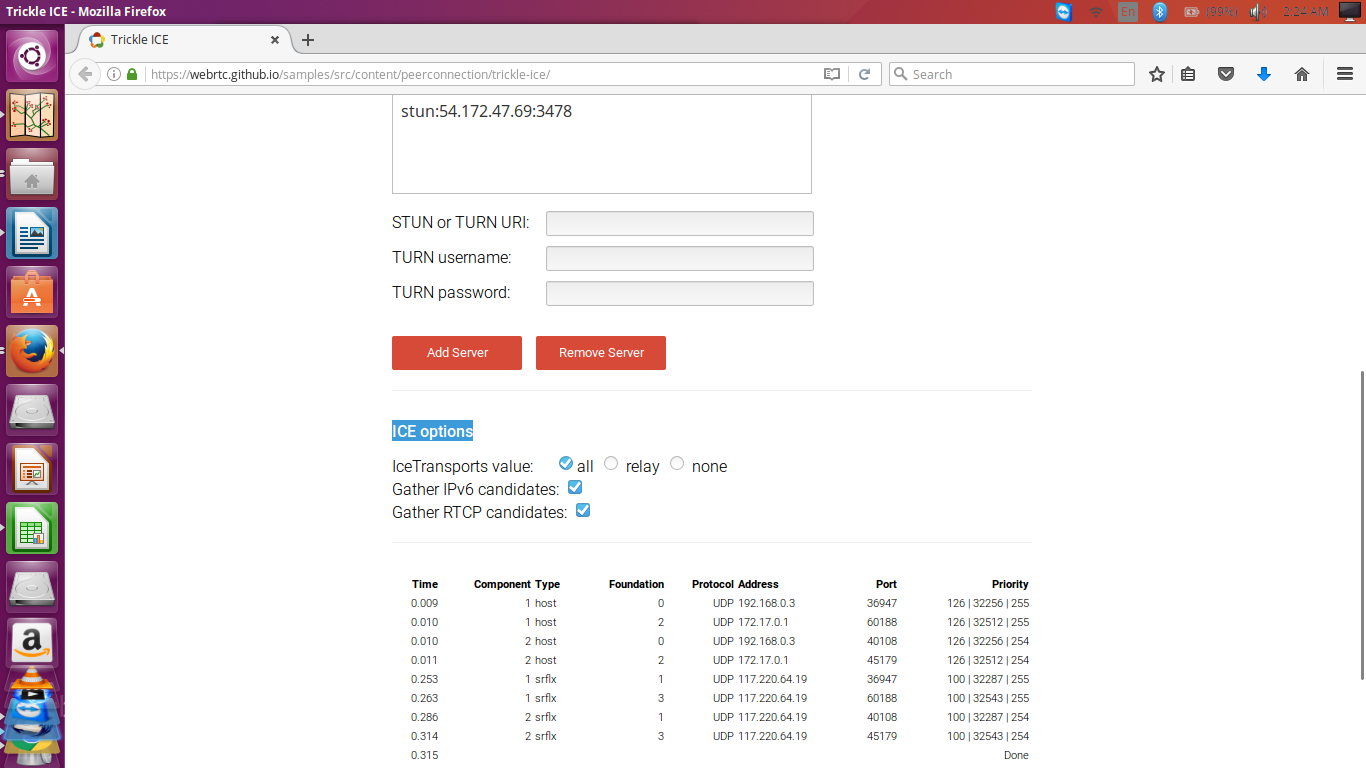 Trickle ICE - Mozilla Firefox En (99%) 2:24 AM
Trickle ICE
https://webrtc.github.io/samples/src/content/peerconnection/trickle-ice/ Search
stun:54.172.47.69:3478
STUN or TURN URI:
TURN username:
TURN password:
Add Server Remove Server
ICE options
IceTransports value: all relay none
Gather IPv6 candidates:
Gather RTCP candidates:
Time Component Type Foundation Protocol Address Port Priority
0.009 1 host 0 UDP 192.168.0.3 36947 126 | 32256 | 255
0.010 1 host 2 UDP 172.17.0.1 60188 126 | 32512 | 255
0.010 2 host 0 UDP 192.168.0.3 40108 126 | 32256 | 254
0.011 2 host 2 UDP 172.17.0.1 45179 126 | 32512 | 254
0.253 1 srflx 1 UDP 117.220.64.19 36947 100 | 32287 | 255
0.263 1 srflx 3 UDP 117.220.64.19 60188 100 | 32543 | 255
0.286 2 srflx 1 UDP 117.220.64.19 40108 100 | 32287 | 254
0.314 2 srflx 3 UDP 117.220.64.19 45179 100 | 32543 | 254
0.315 Done